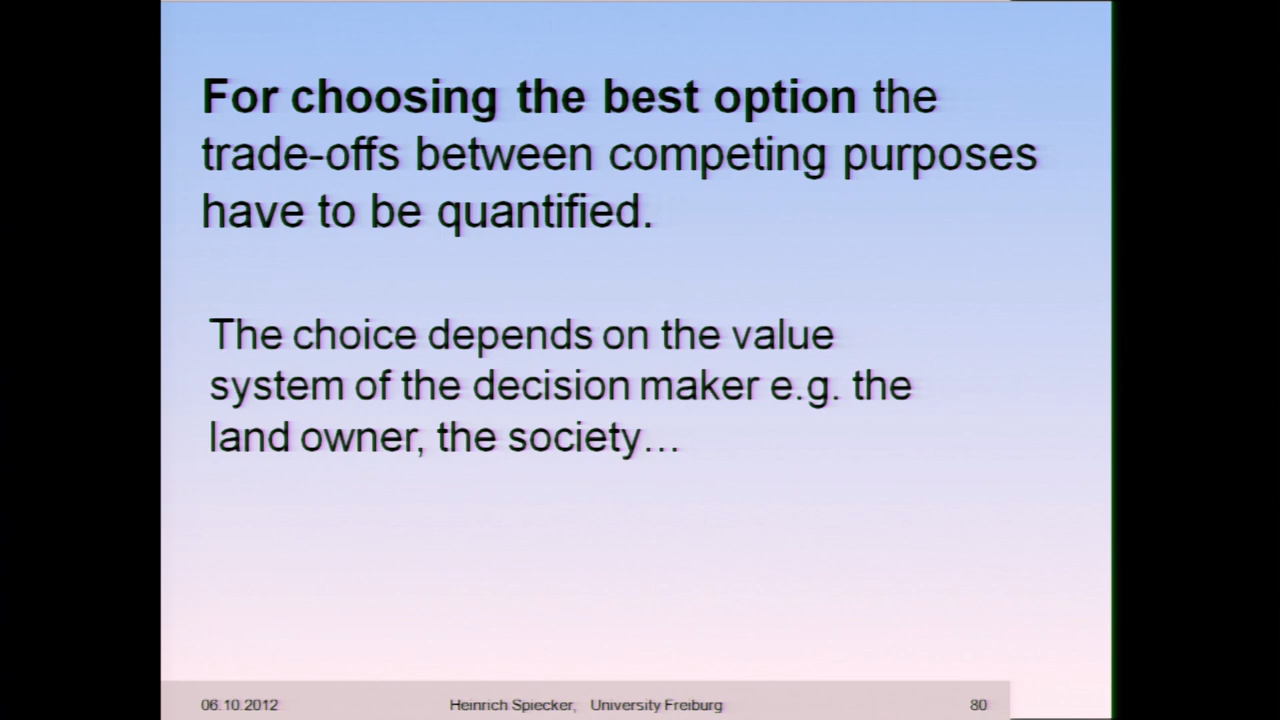 For choosing the best option the
trade-offs between competing purposes
have to be quantified.
The choice depends on the value
system of the decision maker e.g. the
land owner, the society…
06.10.2012 Heinrich Spiecker, University Freiburg 80